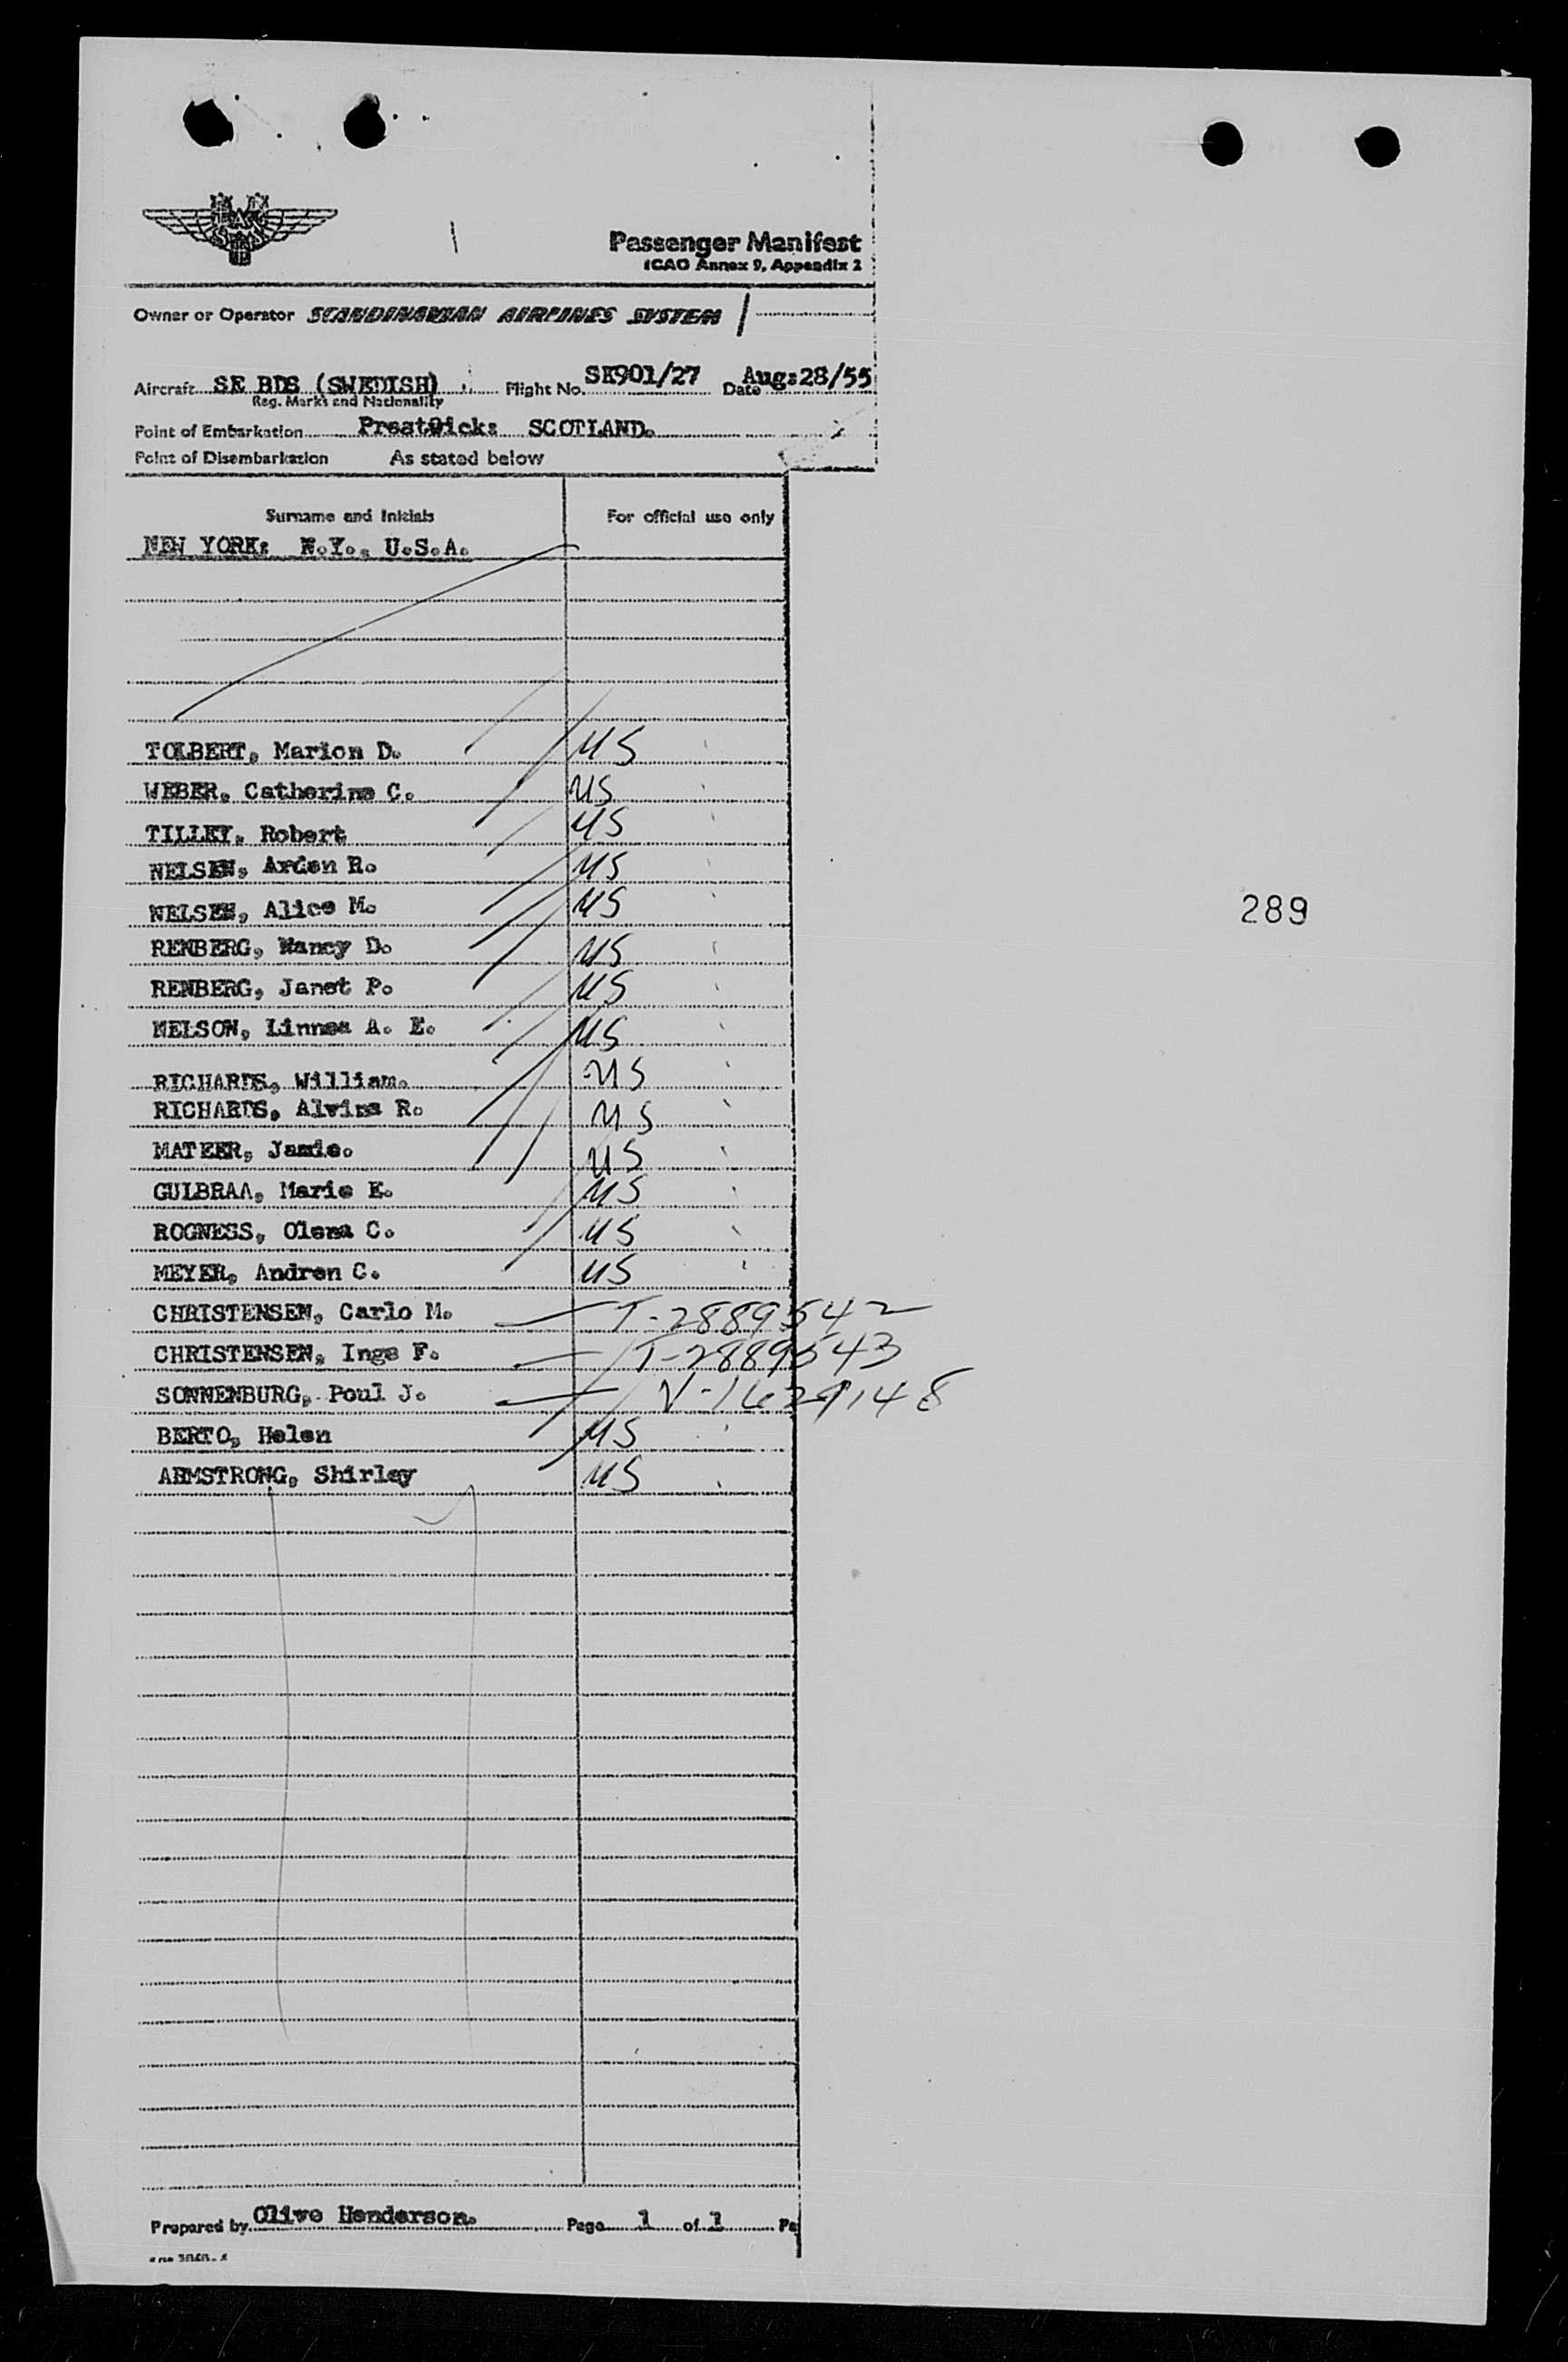 Passenger Manifest
ICAO Annex 9, Appendix 2
Owner or Operator SCANDINAVIAN AIRLINES SYSTEM
Aircraft SE BDS (SWEDISH) Flight No. SK901/27 Date Aug:28/55
Reg. Marks and Nationality
Point of Embarkation Preatwick: SCOTLAND.
Point of Disembarkation As stated below
Surname and Initials For official use only
NEW YORK: N.Y., U.S.A.
TOLBERT, Marion D. US
WEBER, Catherine C. US
TILLEY, Robert US
NELSEN, Arden R. US
NELSEN, Alice M. US
RENBERG, Nancy D. US
RENBERG, Janet P. US
NELSON, Linnea A. E. US
RICHARDS, William. US
RICHARDS, Alvina R. US
MATEER, Jamie. US
GULBRAA, Marie E. US
ROGNESS, Olena C. US
MEYER, Andren C. US
CHRISTENSEN, Carlo M. T-2889542
CHRISTENSEN, Inge F. T-2889543
SONNENBURG, Poul J. V-1629148
BERTO, Helen US
ARMSTRONG, Shirley US
289
Prepared by Olive Henderson. Page 1 of 1 Pa